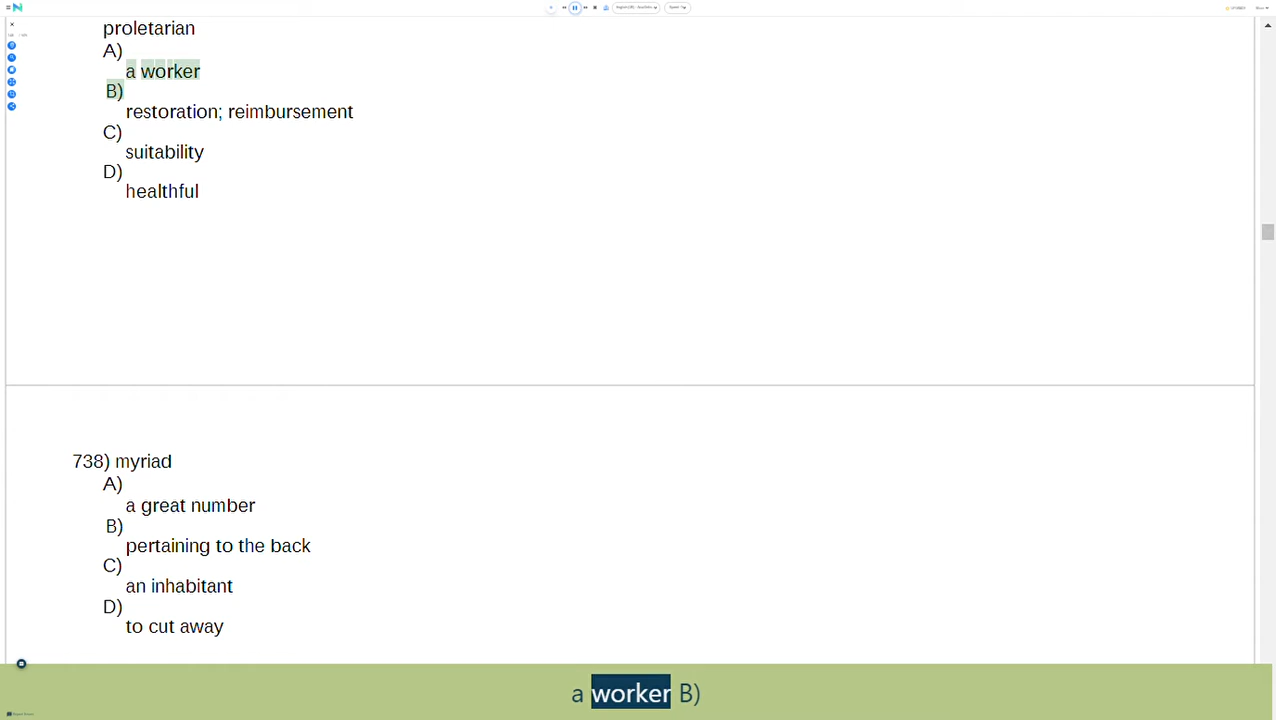 proletarian
A)
a worker
B)
restoration; reimbursement
C)
suitability
D)
healthful
738) myriad
A)
a great number
B)
pertaining to the back
C)
an inhabitant
D)
to cut away
a worker B)